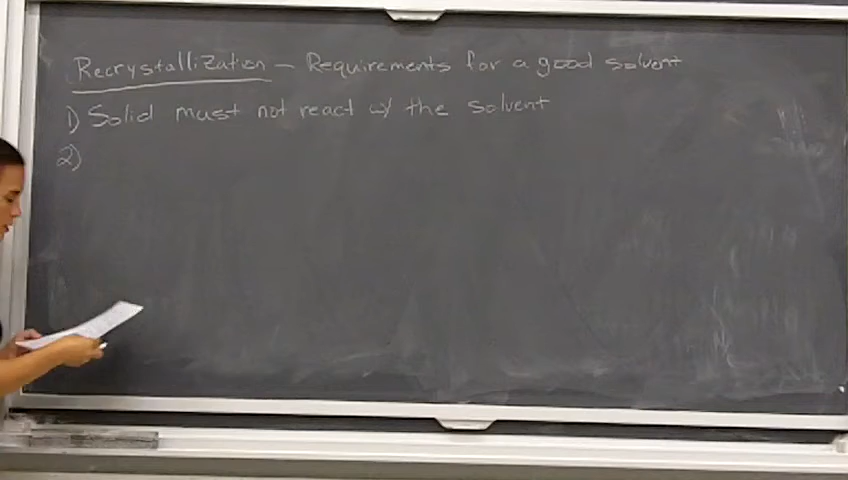 Recrystallization - Requirements for a good solvent
1) Solid must not react w/ the solvent
2)